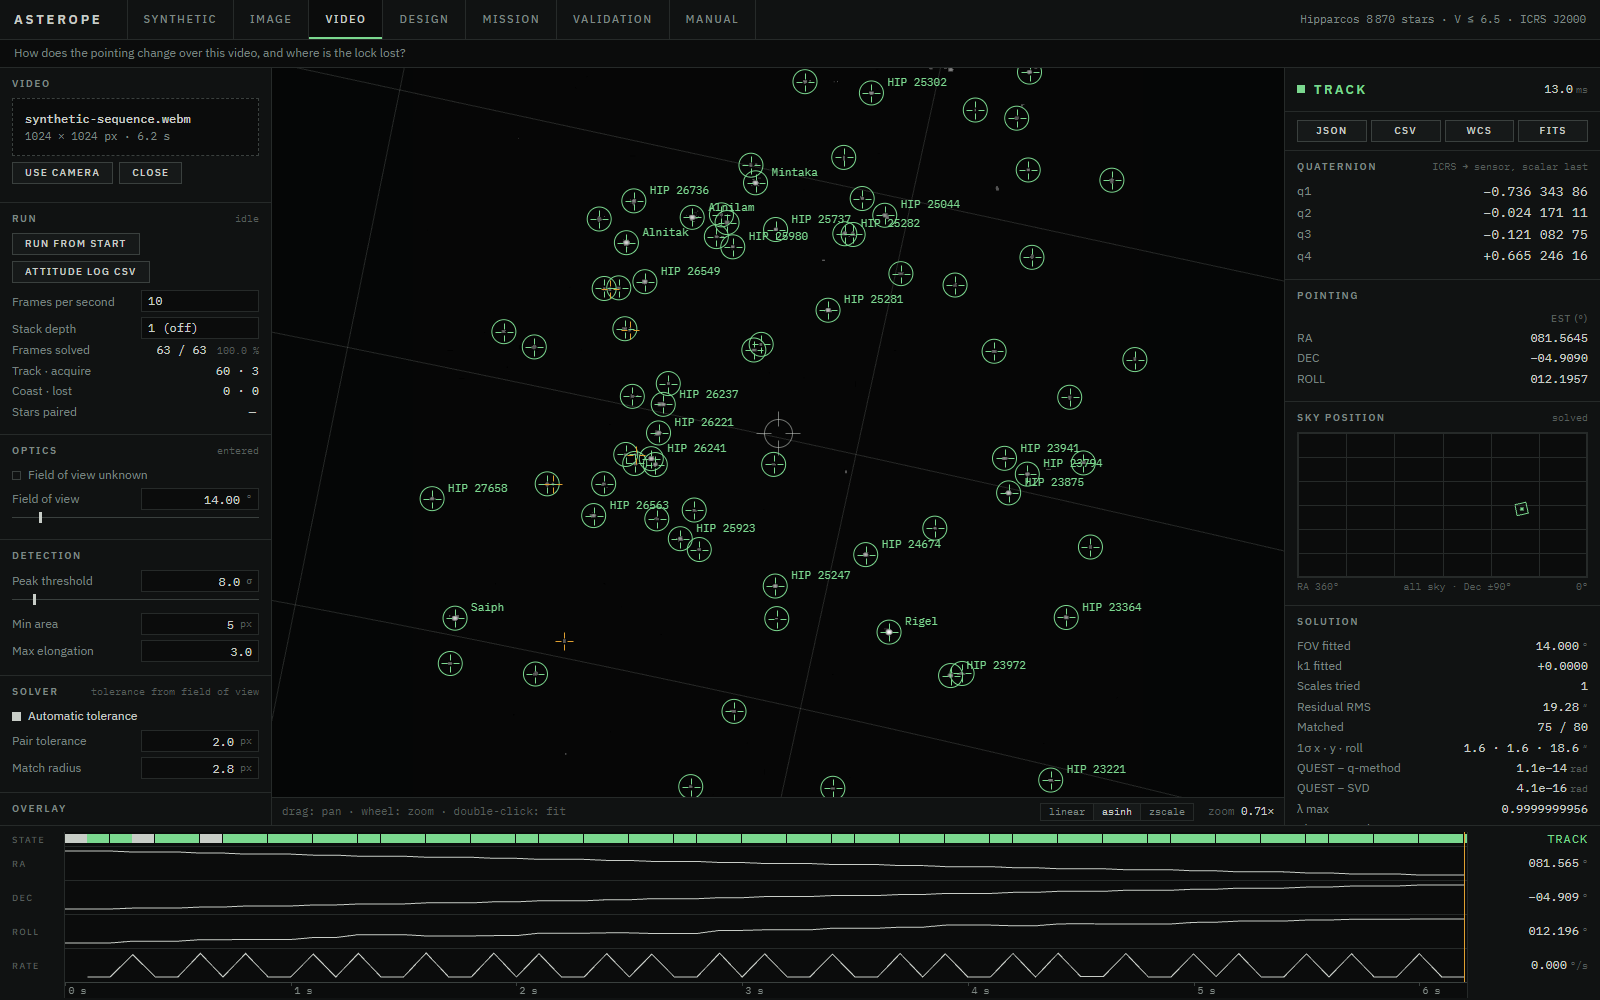 ASTEROPE SYNTHETIC IMAGE VIDEO DESIGN MISSION VALIDATION MANUAL Hipparcos 8 870 stars · V ≤ 6.5 · ICRS J2000
How does the pointing change over this video, and where is the lock lost?
VIDEO
synthetic-sequence.webm
1024 × 1024 px · 6.2 s
USE CAMERA CLOSE
RUN idle
RUN FROM START
ATTITUDE LOG CSV
Frames per second 10
Stack depth 1 (off)
Frames solved 63 / 63 100.0 %
Track · acquire 60 · 3
Coast · lost 0 · 0
Stars paired —
OPTICS entered
Field of view unknown
Field of view 14.00 °
DETECTION
Peak threshold 8.0 σ
Min area 5 px
Max elongation 3.0
SOLVER tolerance from field of view
Automatic tolerance
Pair tolerance 2.0 px
Match radius 2.8 px
OVERLAY
HIP 25302
Mintaka
HIP 26736
Alnilam
HIP 25044
HIP 25737
HIP 25282
Alnitak
HIP 25980
HIP 26549
HIP 25281
HIP 26237
HIP 26221
HIP 26241
HIP 23941
HIP 23794
HIP 23875
HIP 27658
HIP 26563
HIP 25923
HIP 24674
HIP 25247
Saiph
HIP 23364
Rigel
HIP 23972
HIP 23221
drag: pan · wheel: zoom · double-click: fit linear asinh zscale zoom 0.71×
TRACK 13.0 ms
JSON CSV WCS FITS
QUATERNION ICRS → sensor, scalar last
q1 −0.736 343 86
q2 −0.024 171 11
q3 −0.121 082 75
q4 +0.665 246 16
POINTING
EST (°)
RA 081.5645
DEC −04.9090
ROLL 012.1957
SKY POSITION solved
RA 360° all sky · Dec ±90° 0°
SOLUTION
FOV fitted 14.000 °
k1 fitted +0.0000
Scales tried 1
Residual RMS 19.28 ″
Matched 75 / 80
1σ x · y · roll 1.6 · 1.6 · 18.6 ″
QUEST − q-method 1.1e−14 rad
QUEST − SVD 4.1e−16 rad
λ max 0.9999999956
STATE TRACK
RA 081.565 °
DEC −04.909 °
ROLL 012.196 °
RATE 0.000 °/s
0 s 1 s 2 s 3 s 4 s 5 s 6 s